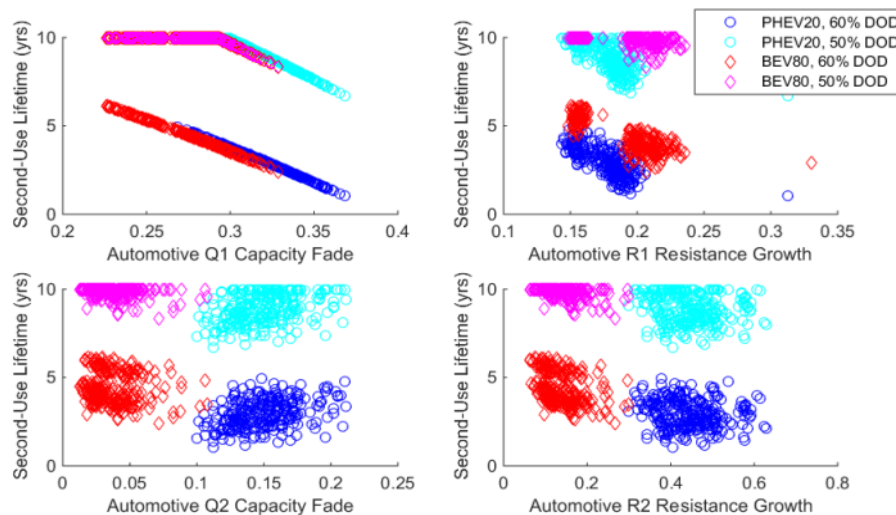 PHEV20, 60% DOD
PHEV20, 50% DOD
BEV80, 60% DOD
BEV80, 50% DOD
Second-Use Lifetime (yrs)
10
5
0
0.2 0.25 0.3 0.35 0.4
Automotive Q1 Capacity Fade
Second-Use Lifetime (yrs)
10
5
0
0.1 0.15 0.2 0.25 0.3 0.35
Automotive R1 Resistance Growth
Second-Use Lifetime (yrs)
10
5
0
0 0.05 0.1 0.15 0.2 0.25
Automotive Q2 Capacity Fade
Second-Use Lifetime (yrs)
10
5
0
0 0.2 0.4 0.6 0.8
Automotive R2 Resistance Growth